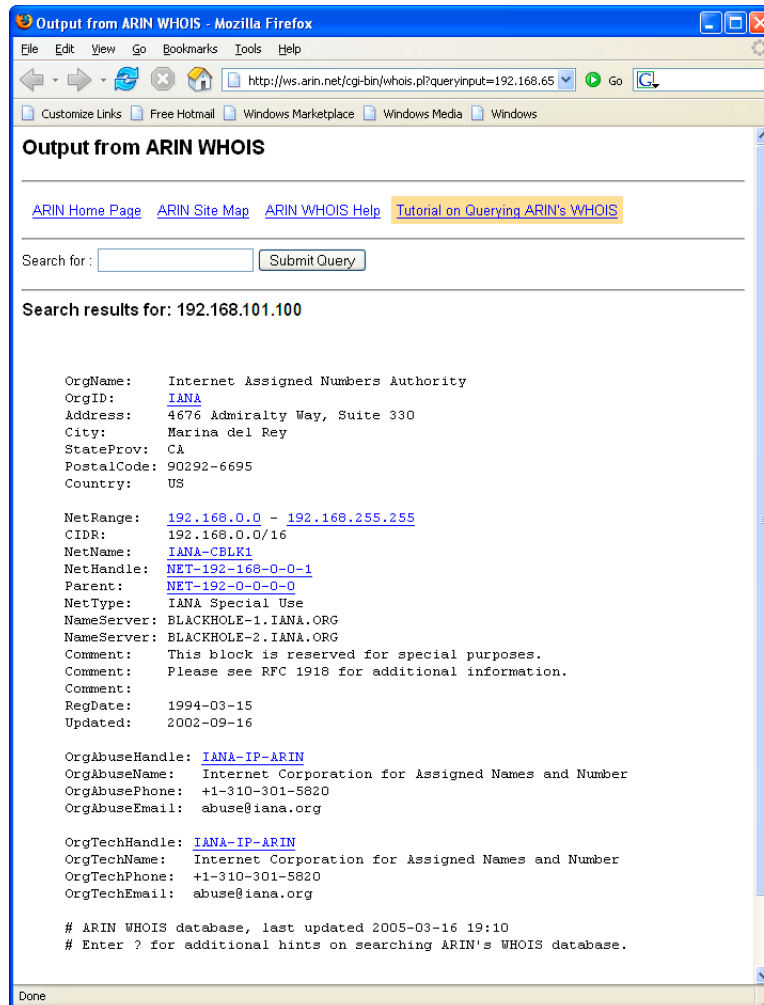 Output from ARIN WHOIS - Mozilla Firefox
File Edit View Go Bookmarks Tools Help
http://ws.arin.net/cgi-bin/whois.pl?queryinput=192.168.65 Go G
Customize Links Free Hotmail Windows Marketplace Windows Media Windows
Output from ARIN WHOIS
ARIN Home Page ARIN Site Map ARIN WHOIS Help Tutorial on Querying ARIN's WHOIS
Search for : Submit Query
Search results for: 192.168.101.100
OrgName: Internet Assigned Numbers Authority
OrgID: IANA
Address: 4676 Admiralty Way, Suite 330
City: Marina del Rey
StateProv: CA
PostalCode: 90292-6695
Country: US
NetRange: 192.168.0.0 - 192.168.255.255
CIDR: 192.168.0.0/16
NetName: IANA-CBLK1
NetHandle: NET-192-168-0-0-1
Parent: NET-192-0-0-0-0
NetType: IANA Special Use
NameServer: BLACKHOLE-1.IANA.ORG
NameServer: BLACKHOLE-2.IANA.ORG
Comment: This block is reserved for special purposes.
Comment: Please see RFC 1918 for additional information.
Comment:
RegDate: 1994-03-15
Updated: 2002-09-16
OrgAbuseHandle: IANA-IP-ARIN
OrgAbuseName: Internet Corporation for Assigned Names and Number
OrgAbusePhone: +1-310-301-5820
OrgAbuseEmail: abuse@iana.org
OrgTechHandle: IANA-IP-ARIN
OrgTechName: Internet Corporation for Assigned Names and Number
OrgTechPhone: +1-310-301-5820
OrgTechEmail: abuse@iana.org
# ARIN WHOIS database, last updated 2005-03-16 19:10
# Enter ? for additional hints on searching ARIN's WHOIS database.
Done